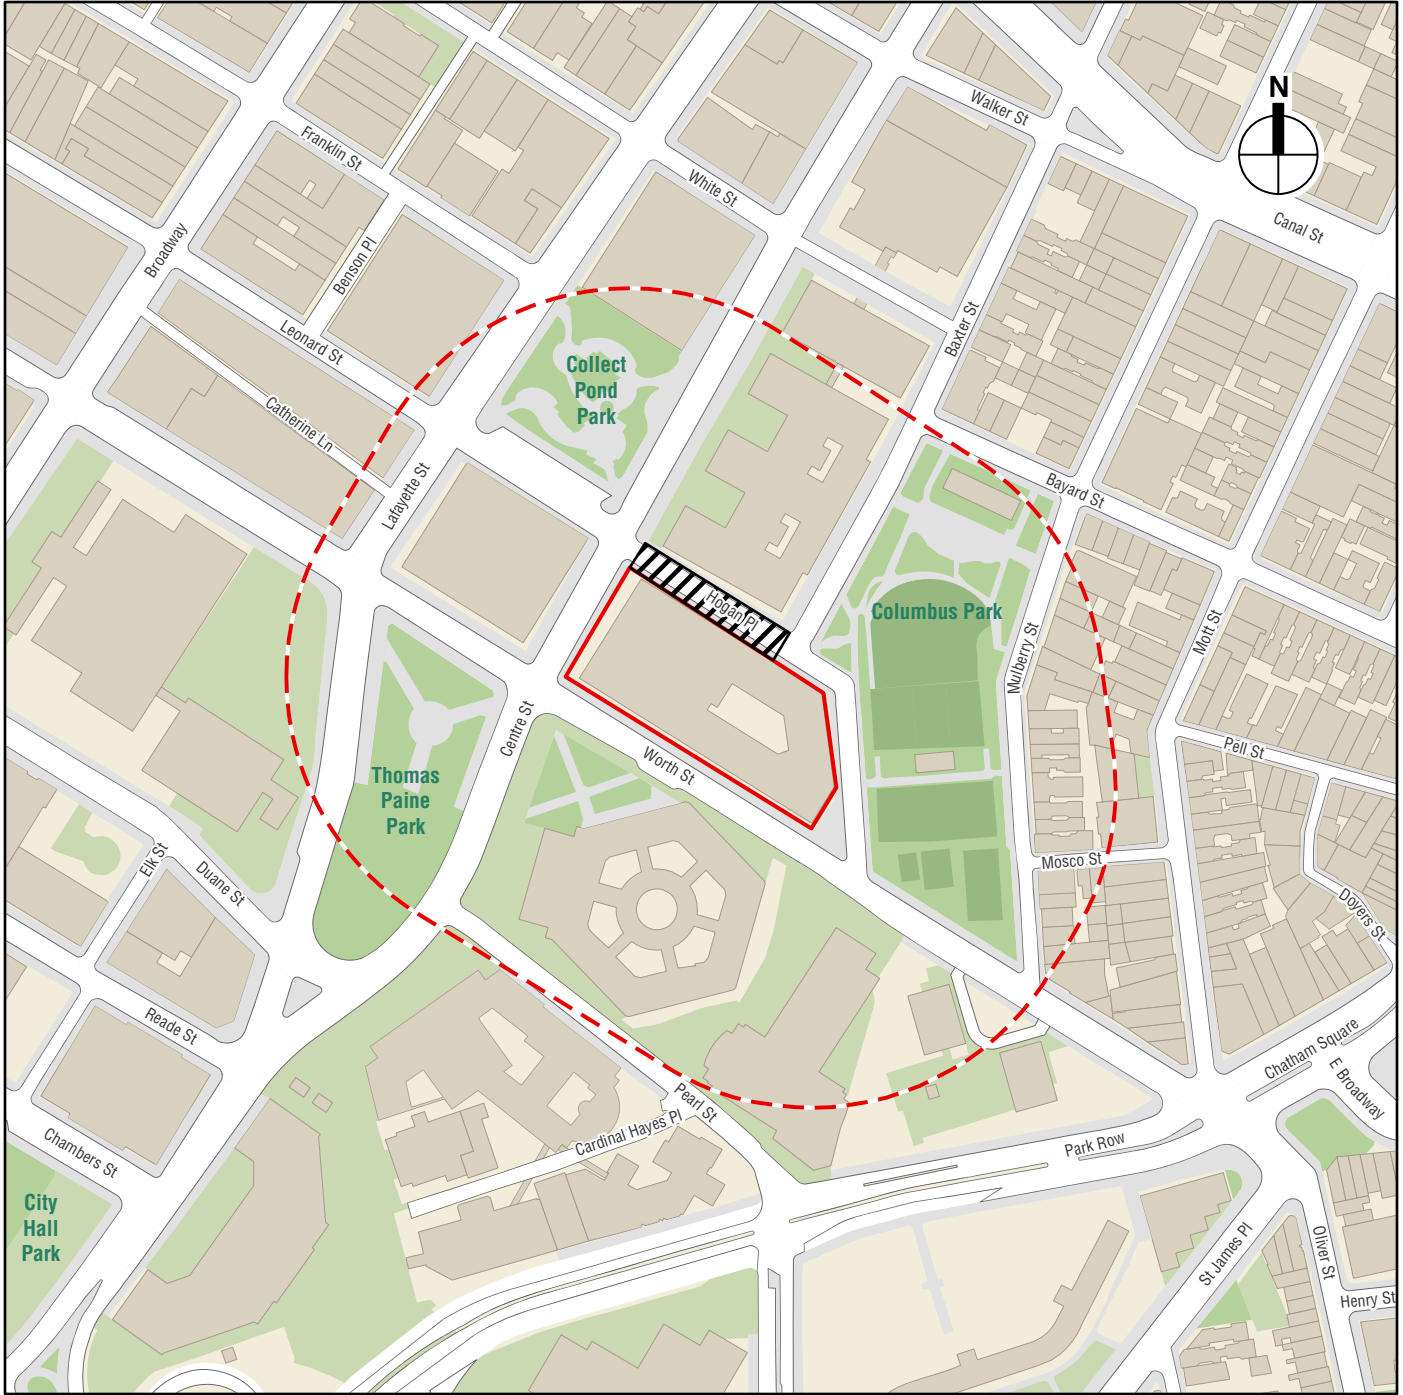 N
Walker St
Franklin St
White St
Canal St
Broadway
Benson Pl
Baxter St
Leonard St
Collect
Pond
Park
Catherine Ln
Lafayette St
Bayard St
Hogan Pl
Columbus Park
Mott St
Mulberry St
Centre St
Pell St
Worth St
Thomas
Paine
Park
Mosco St
Elk St
Duane St
Doyers St
Reade St
Chatham Square
E Broadway
Pearl St
Cardinal Hayes Pl
Park Row
Chambers St
City
Hall
Park
St James Pl
Oliver St
Henry St